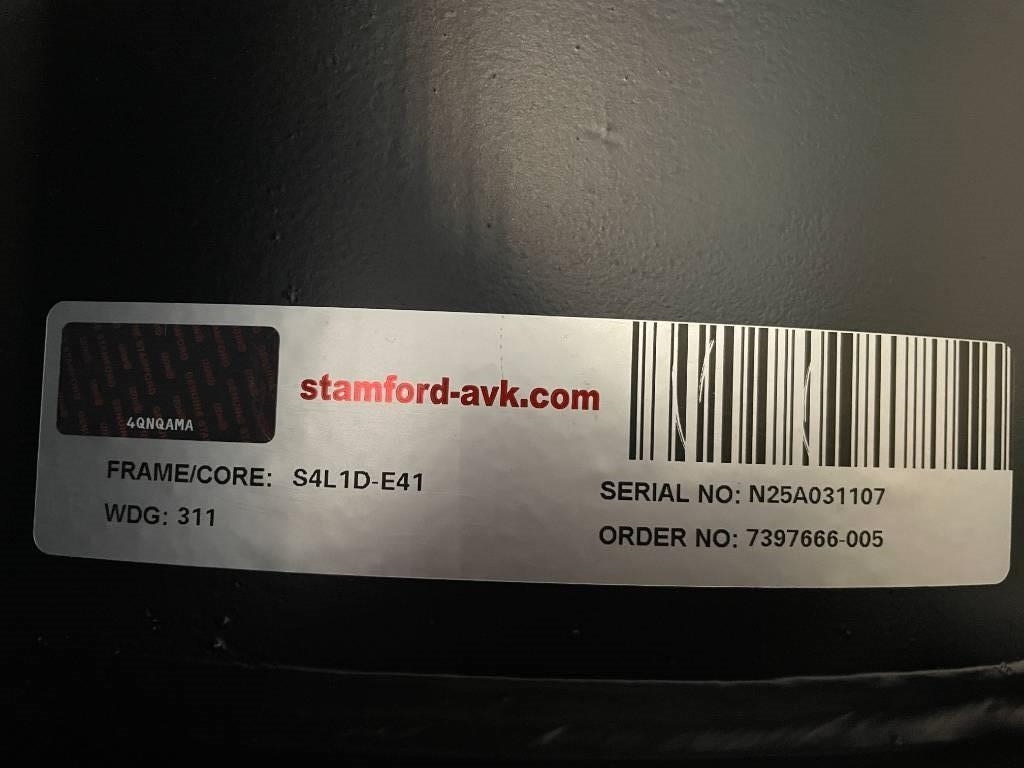 stamford-avk.com
4QNQAMA
FRAME/CORE: S4L1D-E41
WDG: 311
SERIAL NO: N25A031107
ORDER NO: 7397666-005